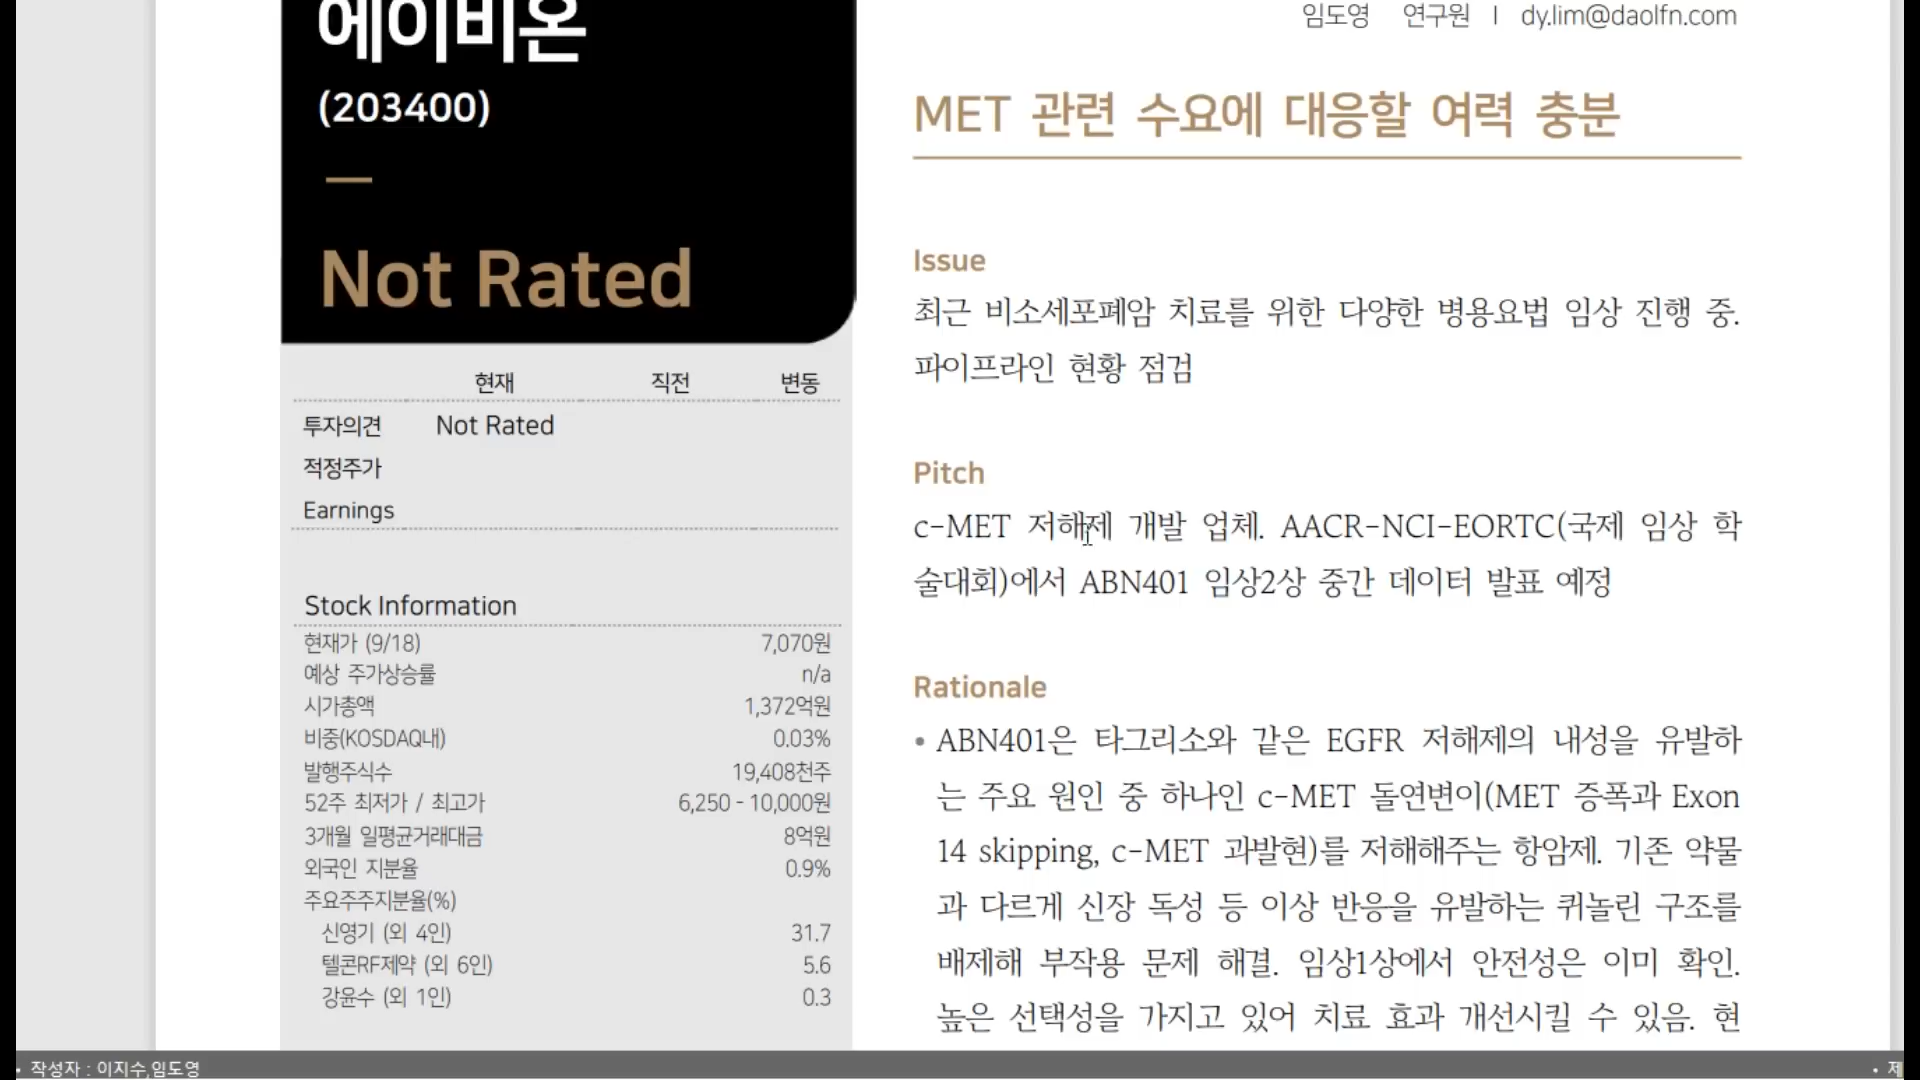 에이비온
(203400)
Not Rated
현재 직전 변동
투자의견 Not Rated
적정주가
Earnings
Stock Information
현재가 (9/18) 7,070원
예상 주가상승률 n/a
시가총액 1,372억원
비중(KOSDAQ내) 0.03%
발행주식수 19,408천주
52주 최저가 / 최고가 6,250 - 10,000원
3개월 일평균거래대금 8억원
외국인 지분율 0.9%
주요주주지분율(%)
신영기 (외 4인) 31.7
텔콘RF제약 (외 6인) 5.6
강윤수 (외 1인) 0.3
임도영 연구원 I dy.lim@daolfn.com
MET 관련 수요에 대응할 여력 충분
Issue
최근 비소세포폐암 치료를 위한 다양한 병용요법 임상 진행 중.
파이프라인 현황 점검
Pitch
c-MET 저해제 개발 업체. AACR-NCI-EORTC(국제 임상 학
술대회)에서 ABN401 임상2상 중간 데이터 발표 예정
Rationale
• ABN401은 타그리소와 같은 EGFR 저해제의 내성을 유발하
는 주요 원인 중 하나인 c-MET 돌연변이(MET 증폭과 Exon
14 skipping, c-MET 과발현)를 저해해주는 항암제. 기존 약물
과 다르게 신장 독성 등 이상 반응을 유발하는 퀴놀린 구조를
배제해 부작용 문제 해결. 임상1상에서 안전성은 이미 확인.
높은 선택성을 가지고 있어 치료 효과 개선시킬 수 있음. 현
• 작성자 : 이지수,임도영
• 제